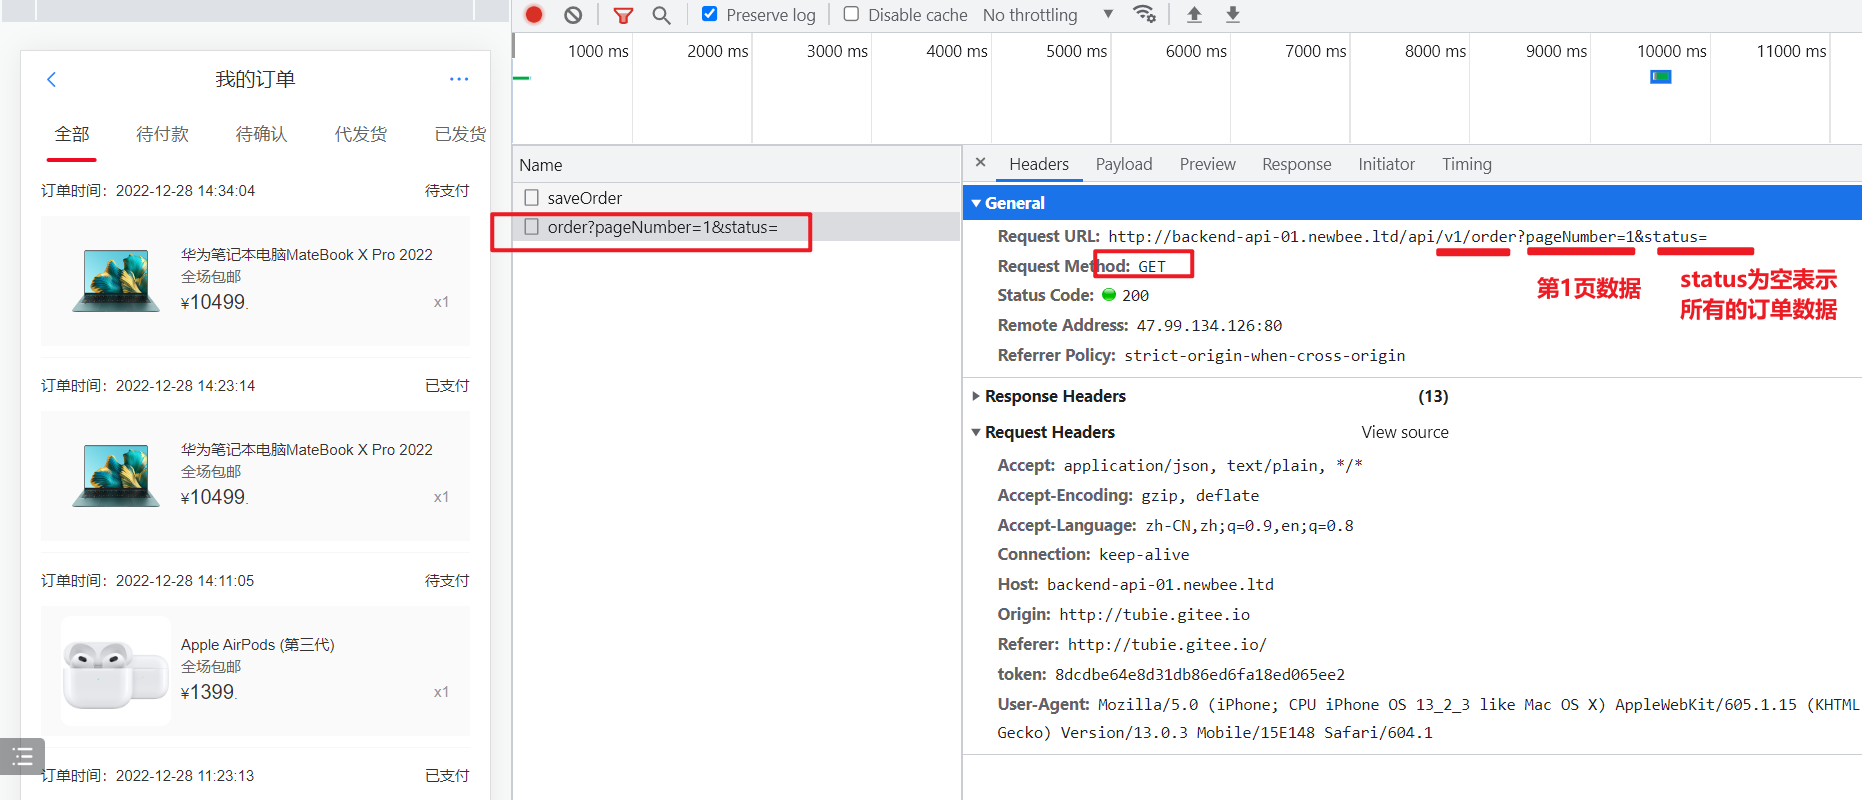 我的订单
全部 待付款 待确认 代发货 已发货
订单时间：2022-12-28 14:34:04 待支付
华为笔记本电脑MateBook X Pro 2022
全场包邮
¥10499. x1
订单时间：2022-12-28 14:23:14 已支付
华为笔记本电脑MateBook X Pro 2022
全场包邮
¥10499. x1
订单时间：2022-12-28 14:11:05 待支付
Apple AirPods (第三代)
全场包邮
¥1399. x1
订单时间：2022-12-28 11:23:13 已支付
Preserve log Disable cache No throttling
1000 ms 2000 ms 3000 ms 4000 ms 5000 ms 6000 ms 7000 ms 8000 ms 9000 ms 10000 ms 11000 ms
Name
saveOrder
order?pageNumber=1&status=
Headers Payload Preview Response Initiator Timing
General
Request URL: http://backend-api-01.newbee.ltd/api/v1/order?pageNumber=1&status=
Request Method: GET
Status Code: 200
Remote Address: 47.99.134.126:80
Referrer Policy: strict-origin-when-cross-origin
第1页数据
status为空表示
所有的订单数据
Response Headers (13)
Request Headers View source
Accept: application/json, text/plain, */*
Accept-Encoding: gzip, deflate
Accept-Language: zh-CN,zh;q=0.9,en;q=0.8
Connection: keep-alive
Host: backend-api-01.newbee.ltd
Origin: http://tubie.gitee.io
Referer: http://tubie.gitee.io/
token: 8dcdbe64e8d31db86ed6fa18ed065ee2
User-Agent: Mozilla/5.0 (iPhone; CPU iPhone OS 13_2_3 like Mac OS X) AppleWebKit/605.1.15 (KHTML
Gecko) Version/13.0.3 Mobile/15E148 Safari/604.1